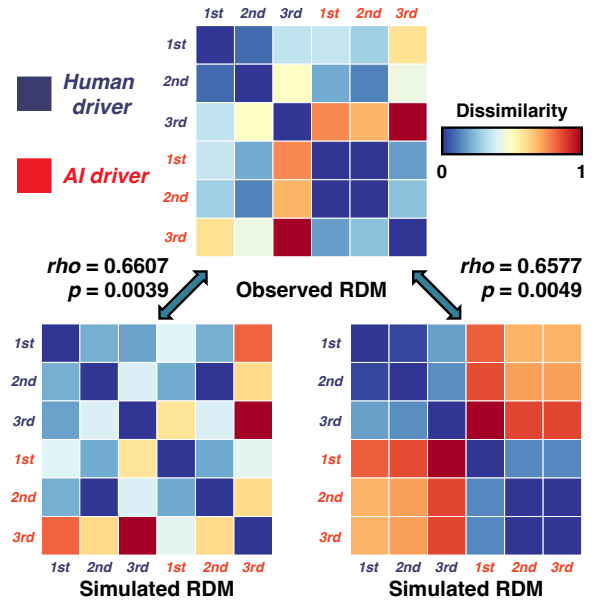 1st 2nd 3rd 1st 2nd 3rd
1st
2nd
3rd
1st
2nd
3rd
Human
driver
AI driver
Dissimilarity
0 1
rho = 0.6607
p = 0.0039
Observed RDM
rho = 0.6577
p = 0.0049
1st
2nd
3rd
1st
2nd
3rd
1st 2nd 3rd 1st 2nd 3rd
Simulated RDM
1st
2nd
3rd
1st
2nd
3rd
1st 2nd 3rd 1st 2nd 3rd
Simulated RDM